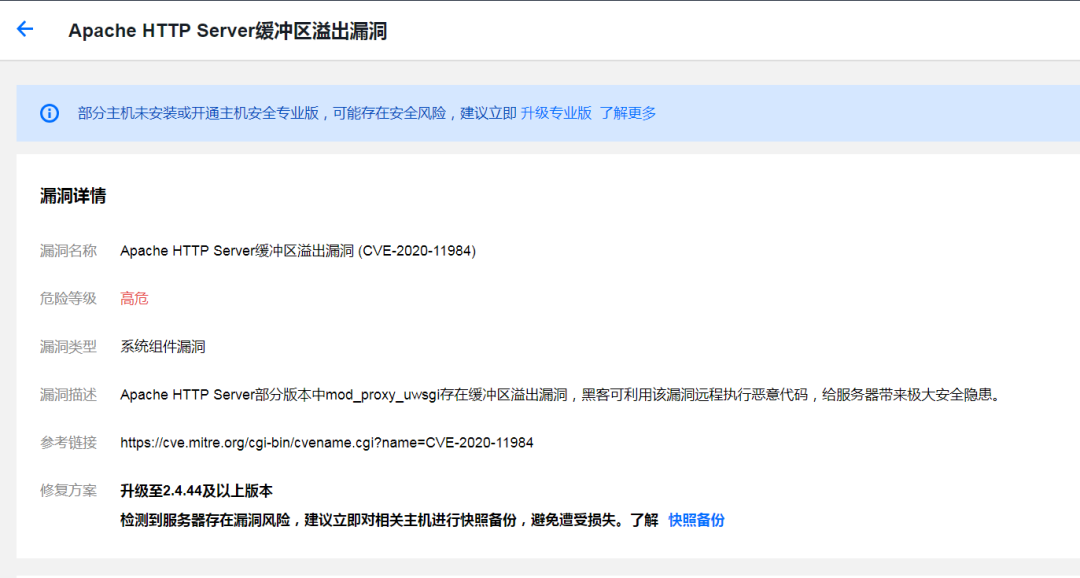 Apache HTTP Server缓冲区溢出漏洞
部分主机未安装或开通主机安全专业版，可能存在安全风险，建议立即 升级专业版 了解更多
漏洞详情
漏洞名称 Apache HTTP Server缓冲区溢出漏洞 (CVE-2020-11984)
危险等级 高危
漏洞类型 系统组件漏洞
漏洞描述 Apache HTTP Server部分版本中mod_proxy_uwsgi存在缓冲区溢出漏洞，黑客可利用该漏洞远程执行恶意代码，给服务器带来极大安全隐患。
参考链接 https://cve.mitre.org/cgi-bin/cvename.cgi?name=CVE-2020-11984
修复方案 升级至2.4.44及以上版本
检测到服务器存在漏洞风险，建议立即对相关主机进行快照备份，避免遭受损失。了解 快照备份